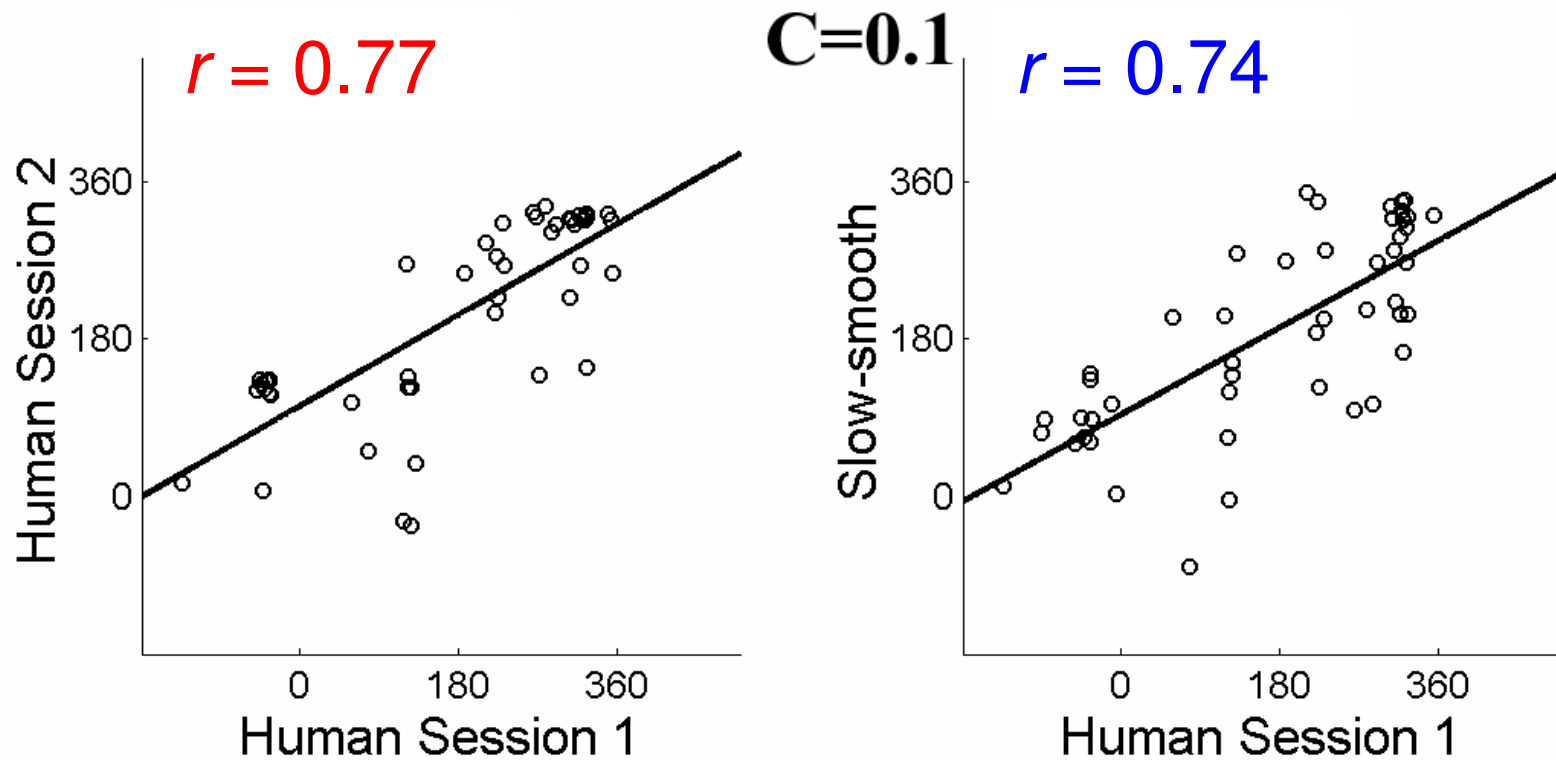 C=0.1
r = 0.77
Human Session 2
360
180
0
0 180 360
Human Session 1
r = 0.74
Slow-smooth
360
180
0
0 180 360
Human Session 1